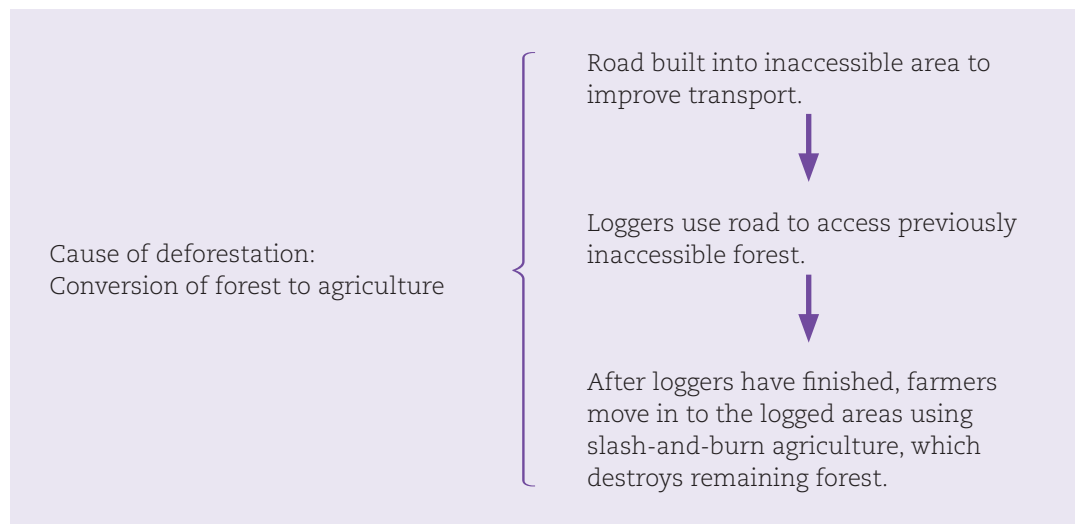 Road built into inaccessible area to
improve transport.
Loggers use road to access previously
inaccessible forest.
Cause of deforestation:
Conversion of forest to agriculture
After loggers have finished, farmers
move in to the logged areas using
slash-and-burn agriculture, which
destroys remaining forest.